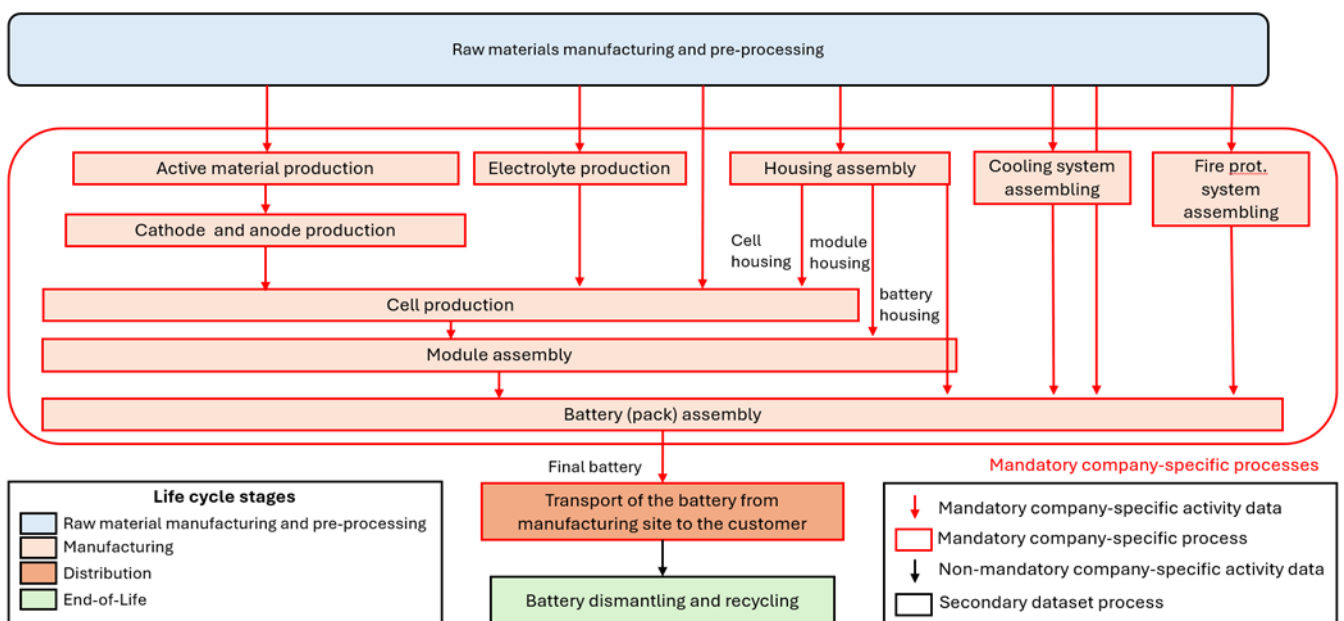 Raw materials manufacturing and pre-processing
Active material production
Electrolyte production
Housing assembly
Cooling system
assembling
Fire prot.
system
assembling
Cathode and anode production
Cell
housing
module
housing
battery
housing
Cell production
Module assembly
Battery (pack) assembly
Final battery
Mandatory company-specific processes
Transport of the battery from
manufacturing site to the customer
Battery dismantling and recycling
Life cycle stages
Raw material manufacturing and pre-processing
Manufacturing
Distribution
End-of-Life
Mandatory company-specific activity data
Mandatory company-specific process
Non-mandatory company-specific activity data
Secondary dataset process